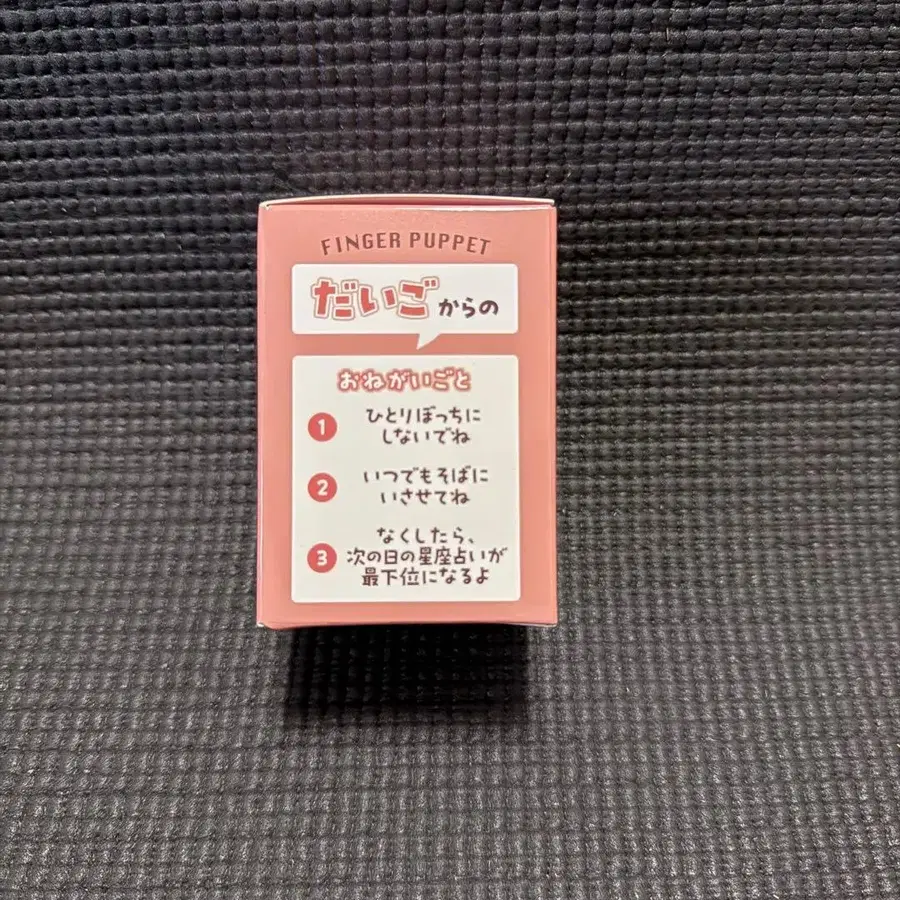 FINGER PUPPET
だいごからの
おねがいごと
1 ひとりぼっちに
しないでね
2 いつでもそばに
いさせてね
3 なくしたら、
次の日の星座占いが
最下位になるよ